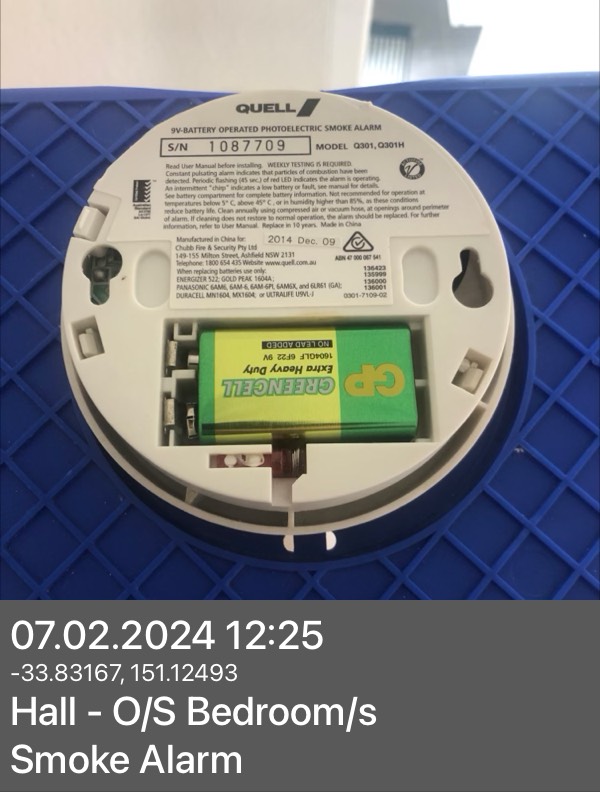 QUELL
9V-BATTERY OPERATED PHOTOELECTRIC SMOKE ALARM
S/N 1087709 MODEL Q301,Q301H
Read User Manual before installing. WEEKLY TESTING IS REQUIRED.
Constant pulsating alarm indicates that particles of combustion have been
detected. Periodic flashing (45 sec.) of red LED indicates the alarm is operating.
An intermittent "chirp" indicates a low battery or fault, see manual for details.
See battery compartment for complete battery information. Not recommended for operation at
temperatures below 5° C, above 45° C, or in humidity higher than 85%, as these conditions
reduce battery life. Clean annually using compressed air or vacuum hose, at openings around perimeter
of alarm. If cleaning does not restore to normal operation, the alarm should be replaced. For further
information, refer to User Manual. Replace in 10 years. Made in China
Manufactured in China for: 2014 Dec. 09
Chubb Fire & Security Pty Ltd
149-155 Milton Street, Ashfield NSW 2131
Telephone: 1800 654 435 Website www.quell.com.au
ABN 47 000 067 541
When replacing batteries use only:
ENERGIZER 522; GOLD PEAK 1604A;
PANASONIC 6AM6, 6AM-6, 6AM-6PI, 6AM6X, and 6LR61 (GA);
DURACELL MN1604, MX1604; or ULTRALIFE U9VL-J
136423
135999
136000
136001
0301-7109-02
GP
GREENCELL
Extra Heavy Duty
1604GLF 6F22 9V
NO LEAD ADDED
07.02.2024 12:25
-33.83167, 151.12493
Hall - O/S Bedroom/s
Smoke Alarm